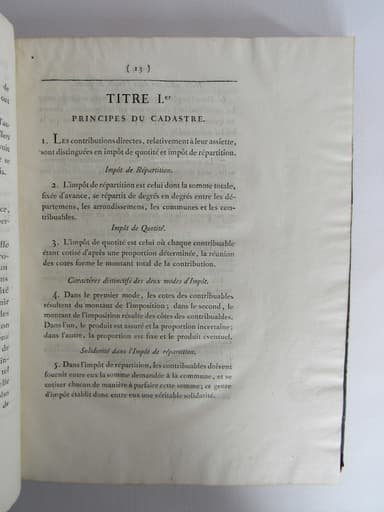 ( 13 )
TITRE I.er
PRINCIPES DU CADASTRE.
1. LES contributions directes, relativement à leur assiette,
sont distinguées en impôt de quotité et impôt de répartition.
Impôt de Répartition.
2. L'impôt de répartition est celui dont la somme totale,
fixée d'avance, se répartit de degrés en degrés entre les dé-
partemens, les arrondissemens, les communes et les con-
tribuables.
Impôt de Quotité.
3. L'impôt de quotité est celui où chaque contribuable
étant cotisé d'après une proportion déterminée, la réunion
des cotes forme le montant total de la contribution.
Caractères distinctifs des deux modes d'Impôt.
4. Dans le premier mode, les cotes des contribuables
résultent du montant de l'imposition ; dans le second, le
montant de l'imposition résulte des côtes des contribuables.
Dans l'un, le produit est assuré et la proportion incertaine;
dans l'autre, la proportion est fixe et le produit éventuel.
Solidarité dans l'Impôt de répartition.
5. Dans l'impôt de répartition, les contribuables doivent
fournir entre eux la somme demandée à la commune, et se
cotiser chacun de manière à parfaire cette somme ; ce genre
d'impôt établit donc entre eux une véritable solidarité.